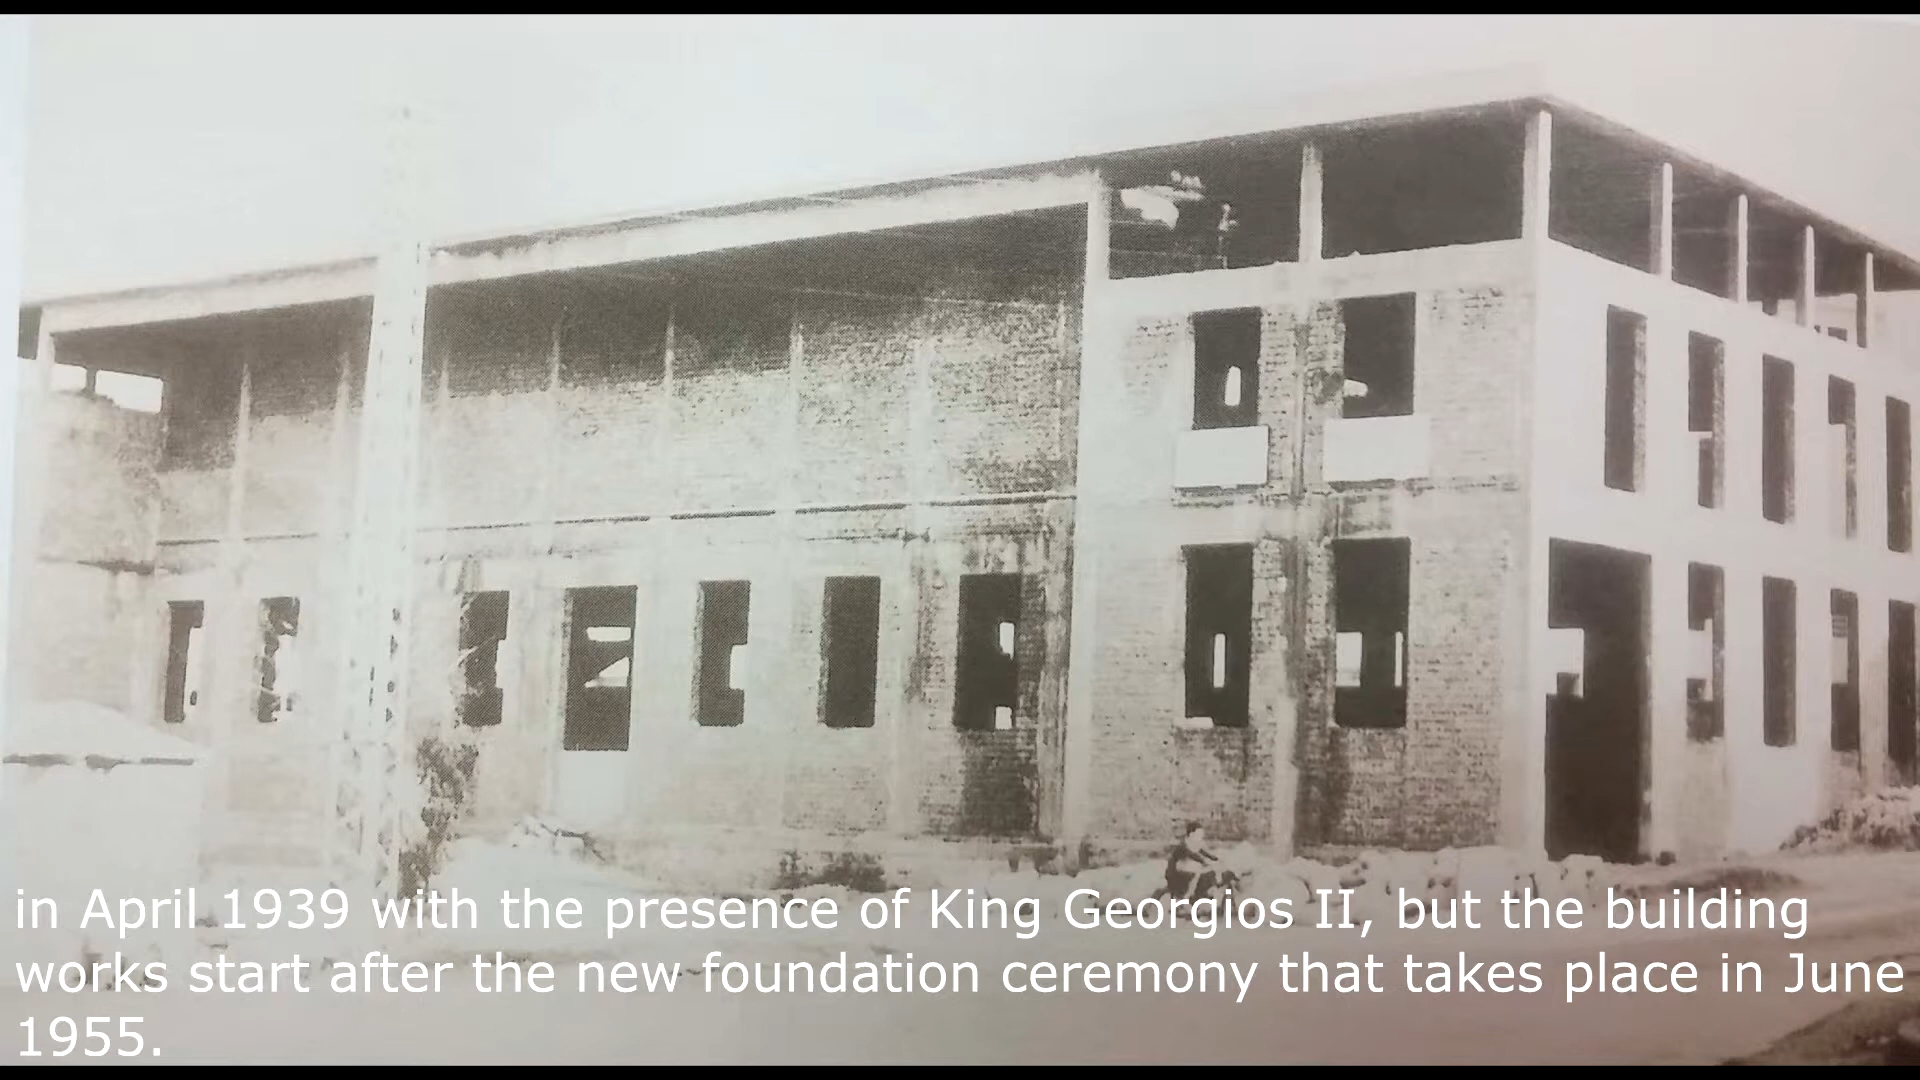 in April 1939 with the presence of King Georgios II, but the building
works start after the new foundation ceremony that takes place in June
1955.